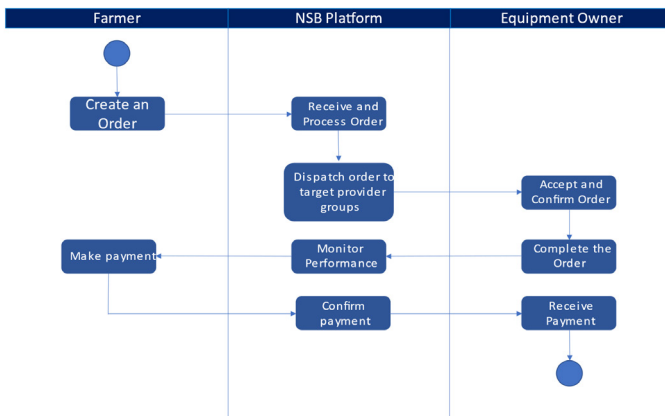 Farmer
NSB Platform
Equipment Owner
Create an
Order
Receive and
Process Order
Dispatch order to
target provider
groups
Accept and
Confirm Order
Make payment
Monitor
Performance
Complete the
Order
Confirm
payment
Receive
Payment